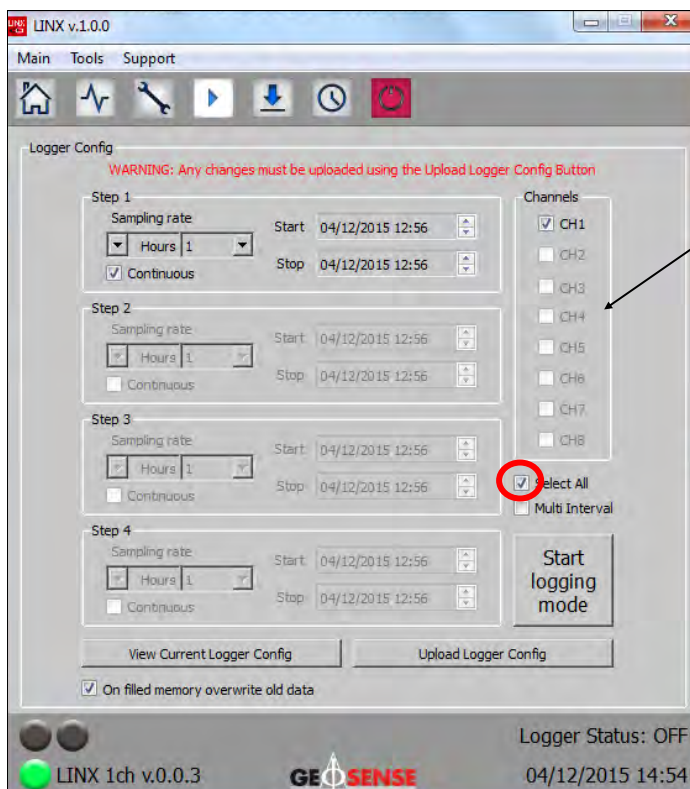 LINX v.1.0.0
Main Tools Support
Logger Config
WARNING: Any changes must be uploaded using the Upload Logger Config Button
Step 1
Sampling rate
Hours 1
Continuous
Start 04/12/2015 12:56
Stop 04/12/2015 12:56
Step 2
Sampling rate
Hours 1
Continuous
Start 04/12/2015 12:56
Stop 04/12/2015 12:56
Step 3
Sampling rate
Hours 1
Continuous
Start 04/12/2015 12:56
Stop 04/12/2015 12:56
Step 4
Sampling rate
Hours 1
Continuous
Start 04/12/2015 12:56
Stop 04/12/2015 12:56
Channels
CH1
CH2
CH3
CH4
CH5
CH6
CH7
CH8
Select All
Multi Interval
Start
logging
mode
View Current Logger Config
Upload Logger Config
On filled memory overwrite old data
Logger Status: OFF
LINX 1ch v.0.0.3
GEOSENSE
04/12/2015 14:54